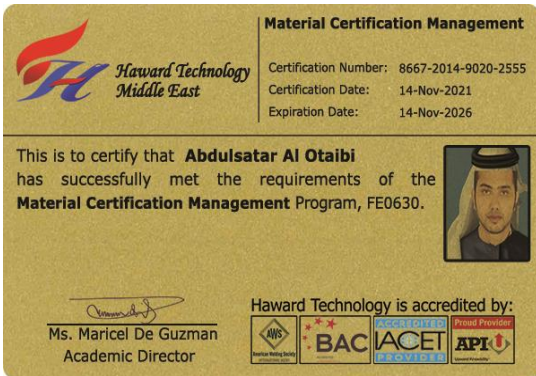 Haward Technology
Middle East
Material Certification Management
Certification Number: 8667-2014-9020-2555
Certification Date: 14-Nov-2021
Expiration Date: 14-Nov-2026
This is to certify that Abdulsatar Al Otaibi
has successfully met the requirements of the
Material Certification Management Program, FE0630.
Ms. Maricel De Guzman
Academic Director
Haward Technology is accredited by:
AWS
American Welding Society
BAC
ACCREDITED
IACET
PROVIDER
Proud Provider
API